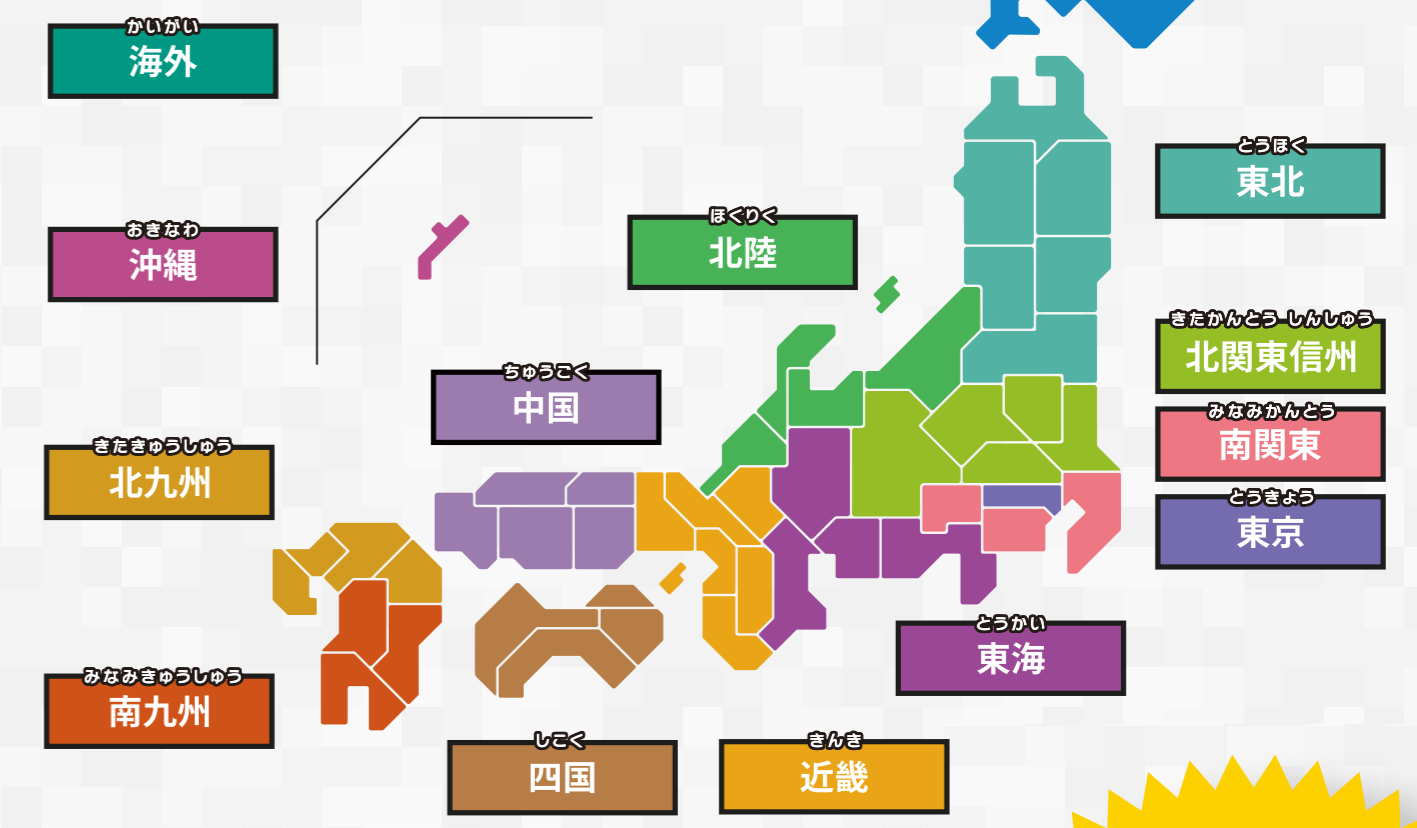 かいがい
海外
とうほく
東北
おきなわ
沖縄
ほくりく
北陸
きたかんとう しんしゅう
北関東信州
ちゅうごく
中国
みなみかんとう
南関東
きたきゅうしゅう
北九州
とうきょう
東京
とうかい
東海
みなみきゅうしゅう
南九州
しこく
四国
きんき
近畿